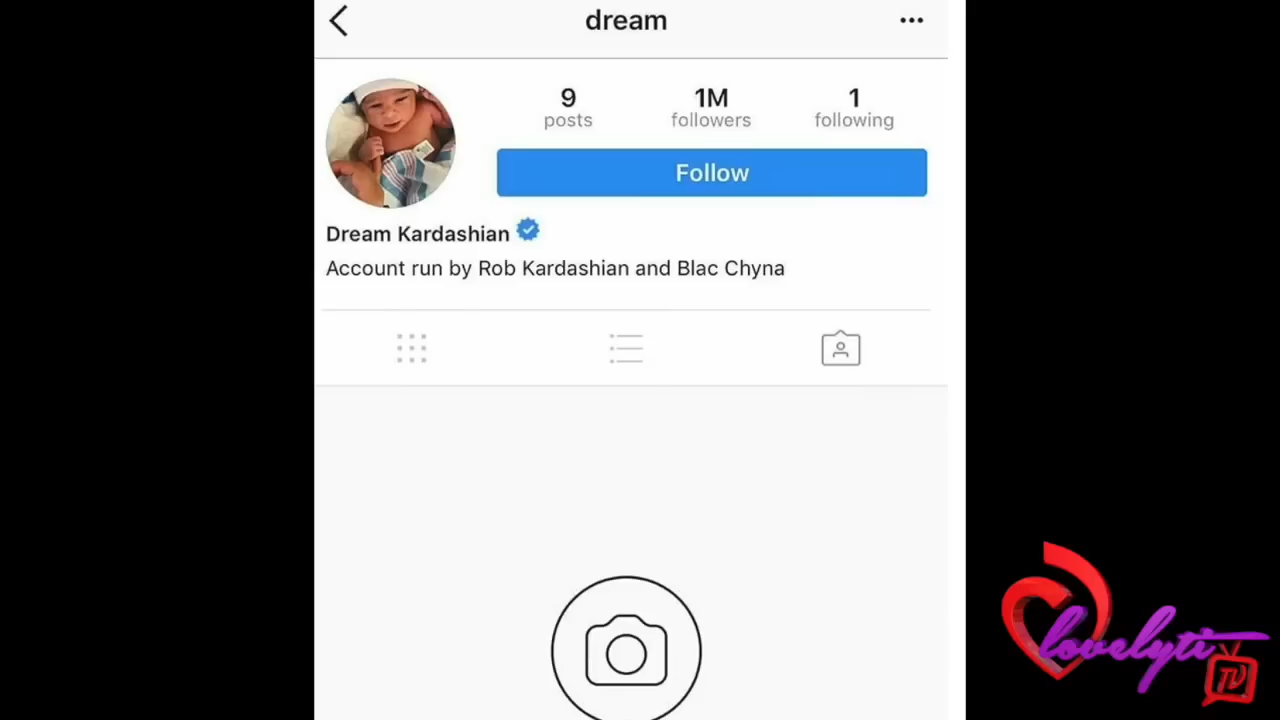 dream
9 1M 1
posts followers following
Follow
Dream Kardashian
Account run by Rob Kardashian and Blac Chyna
lovelyti
TV